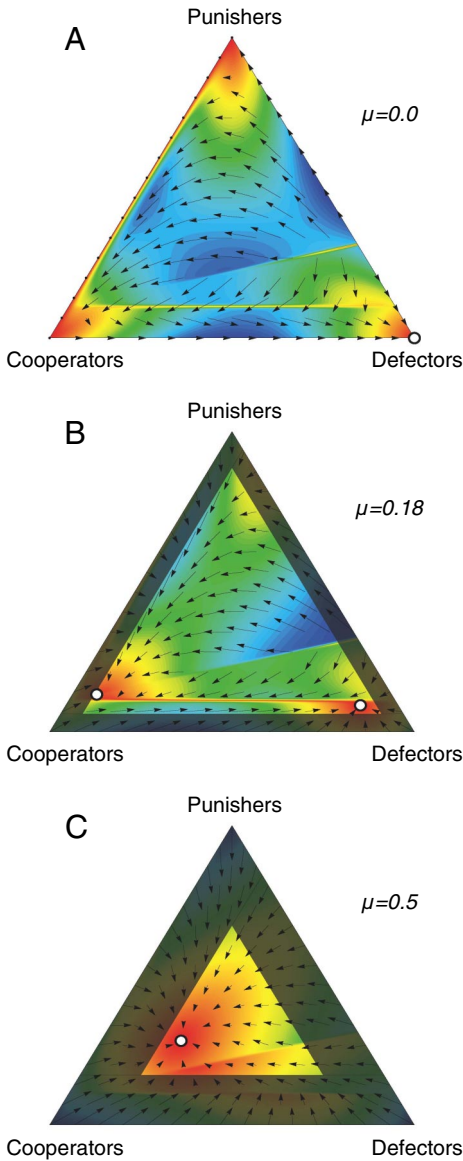 Punishers
A
μ=0.0
Cooperators Defectors
Punishers
B
μ=0.18
Cooperators Defectors
Punishers
C
μ=0.5
Cooperators Defectors